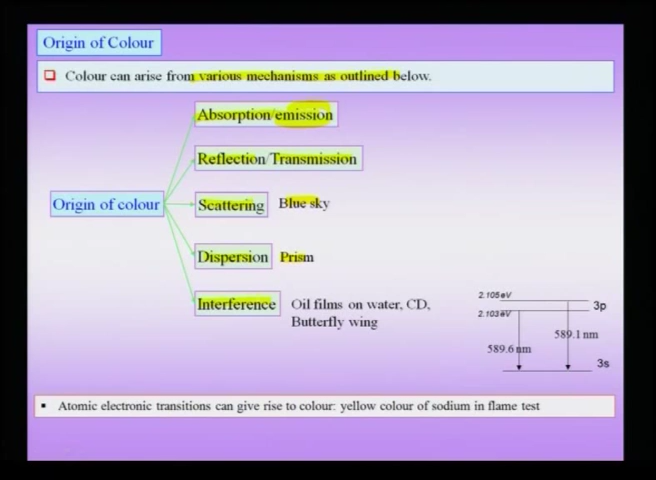 Origin of Colour
❑ Colour can arise from various mechanisms as outlined below.
Absorption/emission
Reflection/Transmission
Origin of colour
Scattering Blue sky
Dispersion Prism
Interference Oil films on water, CD,
Butterfly wing
2.105eV
2.103eV
3p
589.1 nm
589.6 nm
3s
▪ Atomic electronic transitions can give rise to colour: yellow colour of sodium in flame test